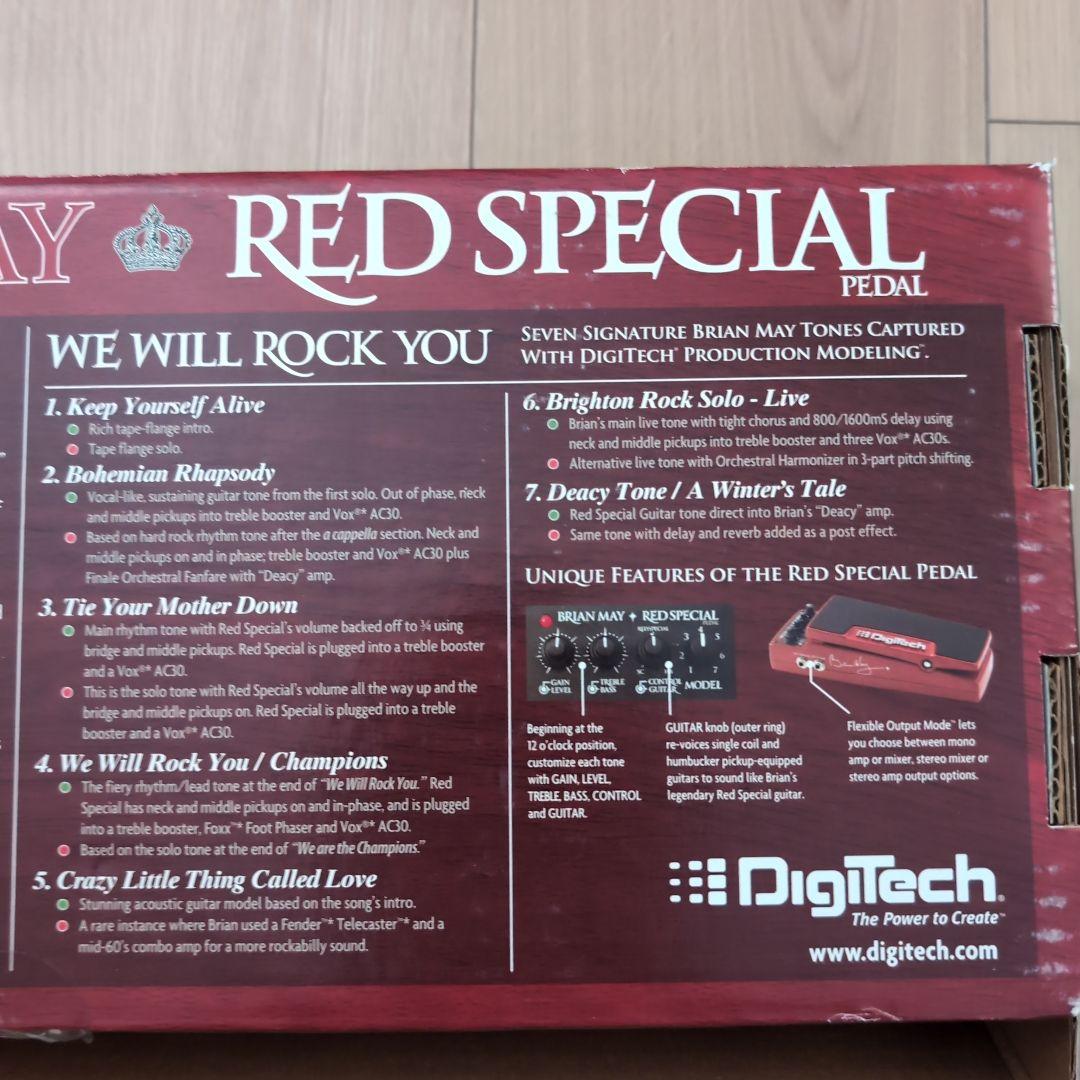 AY RED SPECIAL
PEDAL
WE WILL ROCK YOU
SEVEN SIGNATURE BRIAN MAY TONES CAPTURED
WITH DIGITECH® PRODUCTION MODELING™.
1. Keep Yourself Alive
Rich tape-flange intro.
Tape flange solo.
2. Bohemian Rhapsody
Vocal-like, sustaining guitar tone from the first solo. Out of phase, neck
and middle pickups into treble booster and Vox®* AC30.
Based on hard rock rhythm tone after the a cappella section. Neck and
middle pickups on and in phase; treble booster and Vox®* AC30 plus
Finale Orchestral Fanfare with "Deacy" amp.
3. Tie Your Mother Down
Main rhythm tone with Red Special's volume backed off to ¾ using
bridge and middle pickups. Red Special is plugged into a treble booster
and a Vox®* AC30.
This is the solo tone with Red Special's volume all the way up and the
bridge and middle pickups on. Red Special is plugged into a treble
booster and a Vox®* AC30.
4. We Will Rock You / Champions
The fiery rhythm/lead tone at the end of "We Will Rock You." Red
Special has neck and middle pickups on and in-phase, and is plugged
into a treble booster, Foxx™* Foot Phaser and Vox®* AC30.
Based on the solo tone at the end of "We are the Champions."
5. Crazy Little Thing Called Love
Stunning acoustic guitar model based on the song's intro.
A rare instance where Brian used a Fender™* Telecaster™* and a
mid-60's combo amp for a more rockabilly sound.
6. Brighton Rock Solo - Live
Brian's main live tone with tight chorus and 800/1600mS delay using
neck and middle pickups into treble booster and three Vox®* AC30s.
Alternative live tone with Orchestral Harmonizer in 3-part pitch shifting.
7. Deacy Tone / A Winter's Tale
Red Special Guitar tone direct into Brian's "Deacy" amp.
Same tone with delay and reverb added as a post effect.
UNIQUE FEATURES OF THE RED SPECIAL PEDAL
BRIAN MAY RED SPECIAL
PEDAL
RED SPECIAL
3 5
2 6
SC 1 7
GAIN TREBLE CONTROL
LEVEL BASS GUITAR MODEL
DigiTech
Beginning at the
12 o'clock position,
customize each tone
with GAIN, LEVEL,
TREBLE, BASS, CONTROL
and GUITAR.
GUITAR knob (outer ring)
re-voices single coil and
humbucker pickup-equipped
guitars to sound like Brian's
legendary Red Special guitar.
Flexible Output Mode™ lets
you choose between mono
amp or mixer, stereo mixer or
stereo amp output options.
DigiTech®
The Power to Create™
www.digitech.com